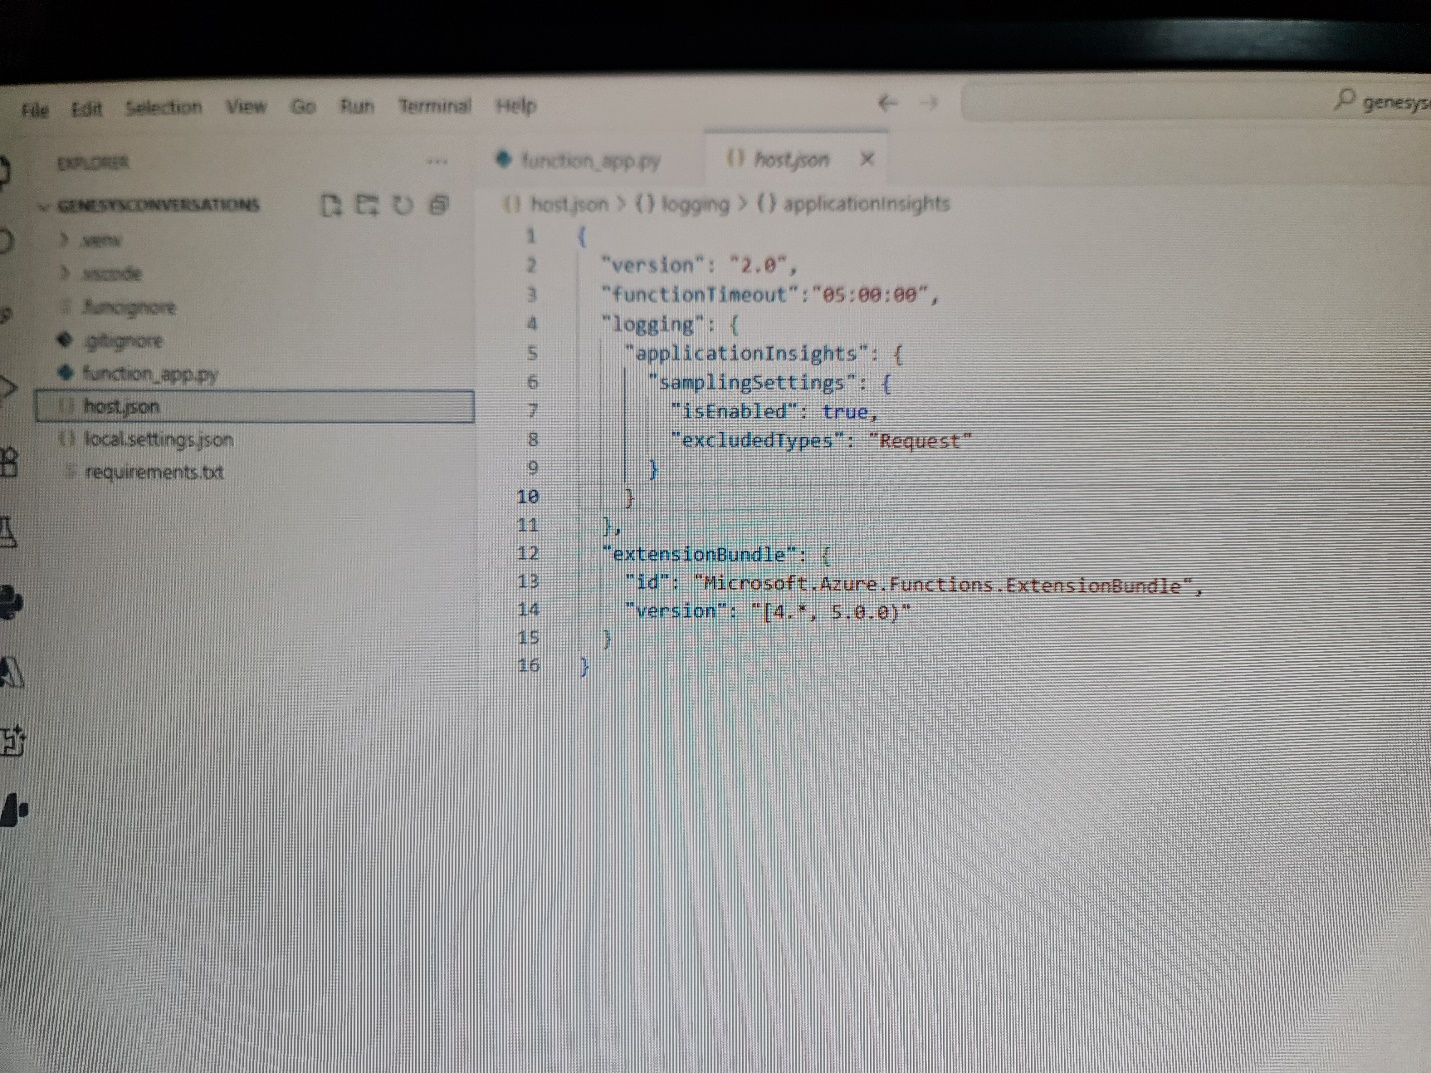 File Edit Selection View Go Run Terminal Help
genesys
EXPLORER
function_app.py
{} host.json
GENESYSCONVERSATIONS
{} host.json > {} logging > {} applicationInsights
.venv
.vscode
.funcignore
.gitignore
function_app.py
{} host.json
{} local.settings.json
requirements.txt
1 {
2 "version": "2.0",
3 "functionTimeout":"05:00:00",
4 "logging": {
5 "applicationInsights": {
6 "samplingSettings": {
7 "isEnabled": true,
8 "excludedTypes": "Request"
9 }
10 }
11 },
12 "extensionBundle": {
13 "id": "Microsoft.Azure.Functions.ExtensionBundle",
14 "version": "[4.*, 5.0.0)"
15 }
16 }